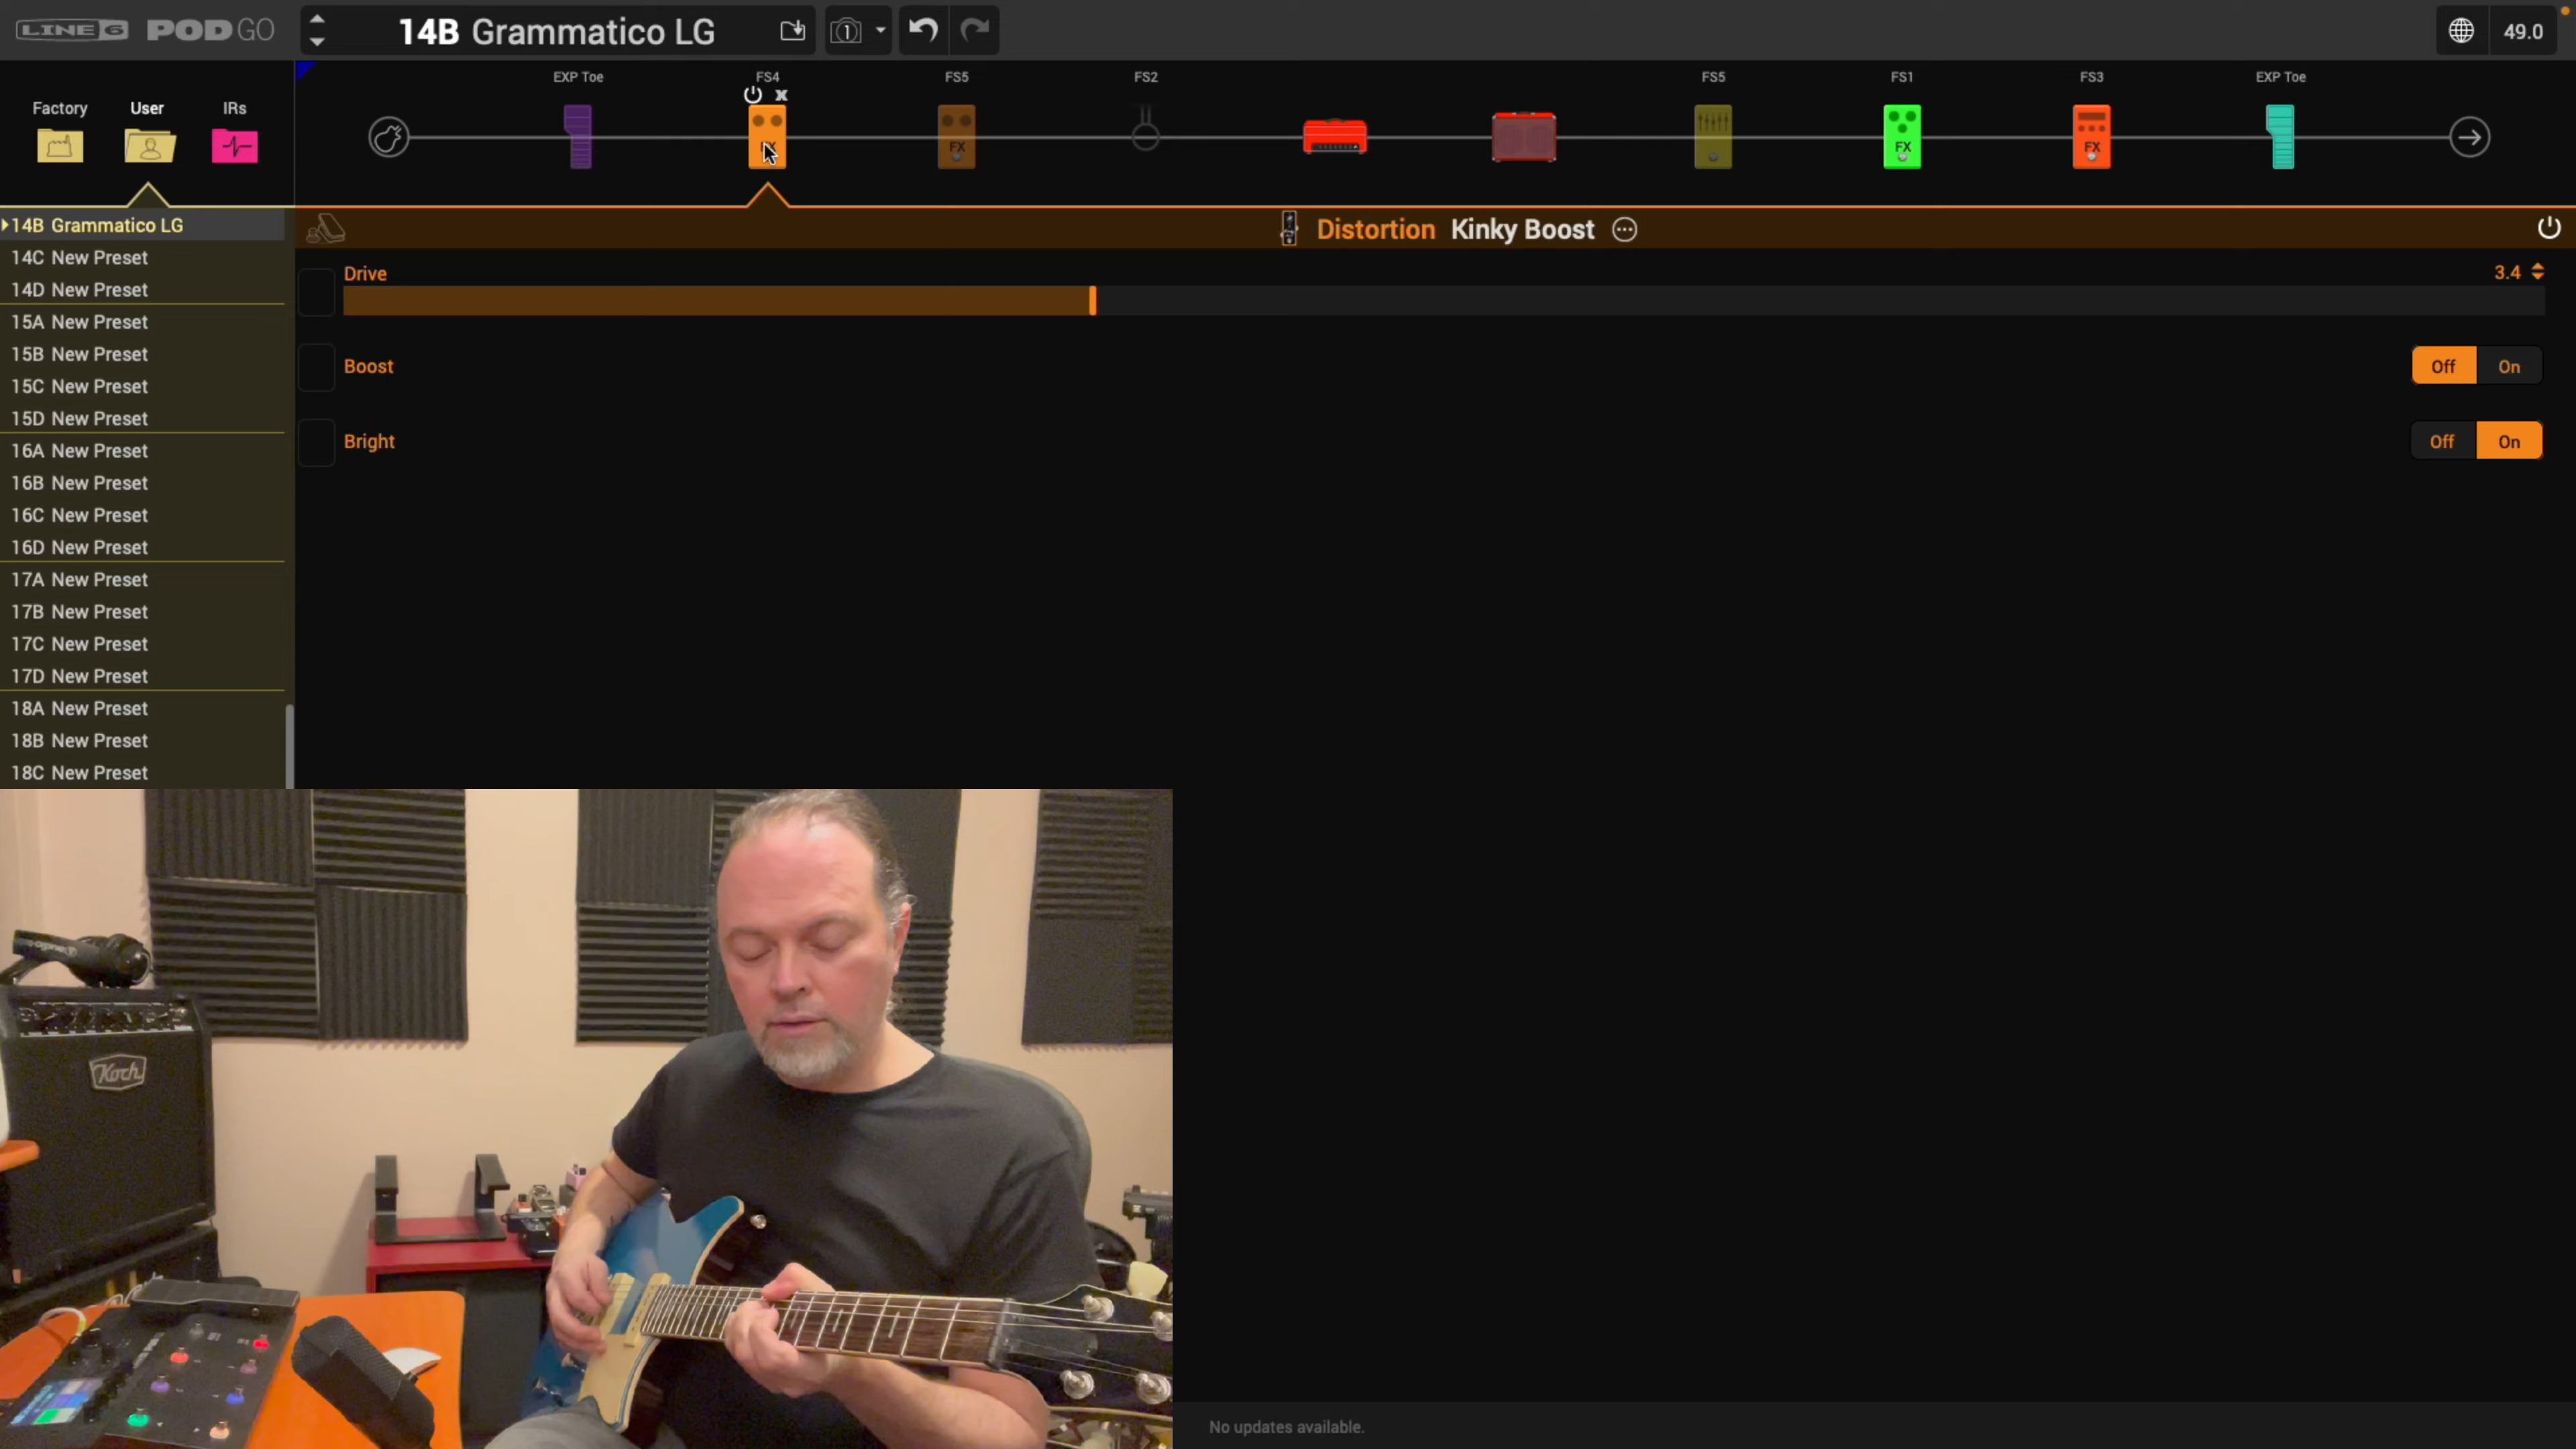 LINE 6 POD GO
14B Grammatico LG
1
49.0
Factory
User
IRs
EXP Toe
FS4
FS5
FS2
FS5
FS1
FS3
EXP Toe
x
FX
FX
FX
FX
14B Grammatico LG
14C New Preset
14D New Preset
15A New Preset
15B New Preset
15C New Preset
15D New Preset
16A New Preset
16B New Preset
16C New Preset
16D New Preset
17A New Preset
17B New Preset
17C New Preset
17D New Preset
18A New Preset
18B New Preset
18C New Preset
Distortion Kinky Boost
Drive
3.4
Boost
Off On
Bright
Off On
Koch
No updates available.